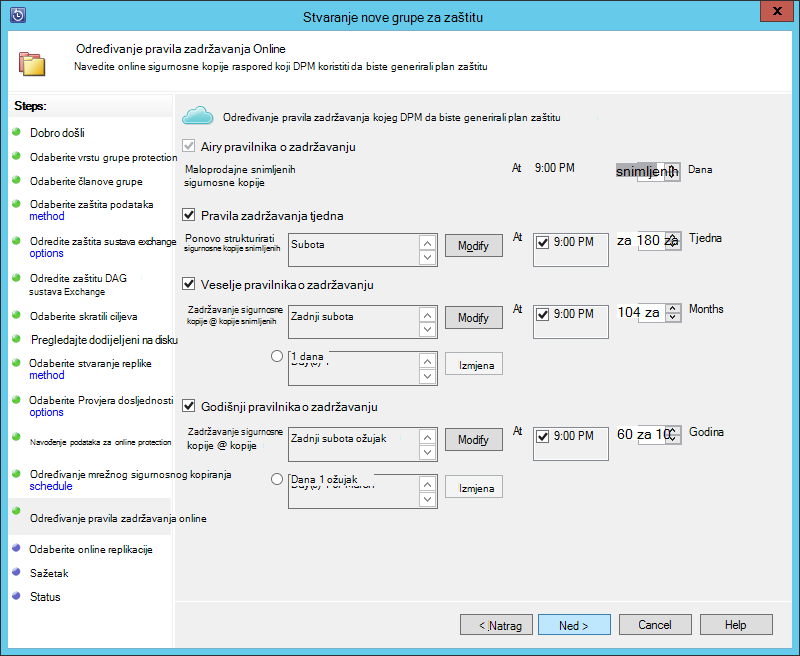 Stvaranje nove grupe za zaštitu
Određivanje pravila zadržavanja Online
Navedite online sigurnosne kopije raspored koji DPM koristiti da biste generirali plan zaštitu
Steps:
Dobro došli
Odaberite vrstu grupe protection
Odaberite članove grupe
Odaberite zaštita podataka
method
Odredite zaštita sustava exchange
options
Odredite zaštitu DAG
sustava Exchange
Odaberite skratili ciljeva
Pregledajte dodijeljeni na disku
Odaberite stvaranje replike
method
Odaberite Provjera dosljednosti
options
Navođenje podataka za online protection
Određivanje mrežnog sigurnosnog kopiranja
schedule
Određivanje pravila zadržavanja online
Odaberite online replikacije
Sažetak
Status
Određivanje pravila zadržavanja kojeg DPM da biste generirali plan zaštitu
Airy pravilnika o zadržavanju
Maloprodajne snimljenih
sigurnosne kopije
At 9:00 PM snimljenih Dana
Pravila zadržavanja tjedna
Ponovo strukturirati
sigurnosne kopije snimljenih
Subota Modify At 9:00 PM za 180 za Tjedna
Veselje pravilnika o zadržavanju
Zadržavanje sigurnosne
kopije @ kopije snimljenih
Zadnji subota Modify At 9:00 PM 104 za Months
1 dana Izmjena
Godišnji pravilnika o zadržavanju
Zadržavanje sigurnosne
kopije @ kopije
Zadnji subota ožujak Modify At 9:00 PM 60 za 10 Godina
Dana 1 ožujak Izmjena
< Natrag Ned > Cancel Help